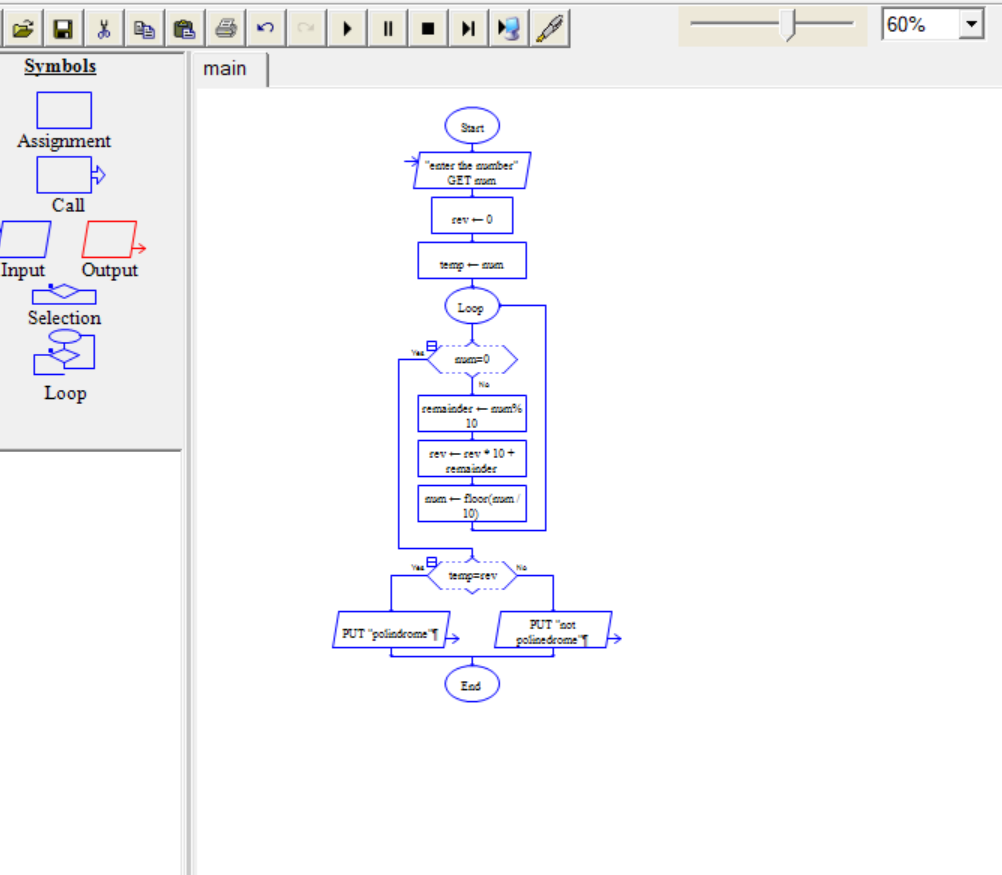 60%
Symbols
Assignment
Call
Input
Output
Selection
Loop
main
Start
"enter the number"
GET num
rev ← 0
temp ← num
Loop
Yes
num=0
No
remainder ← num%
10
rev ← rev * 10 +
remainder
num ← floor(num /
10)
Yes
temp=rev
No
PUT "polindrome"¶
PUT "not
polinedrome"¶
End